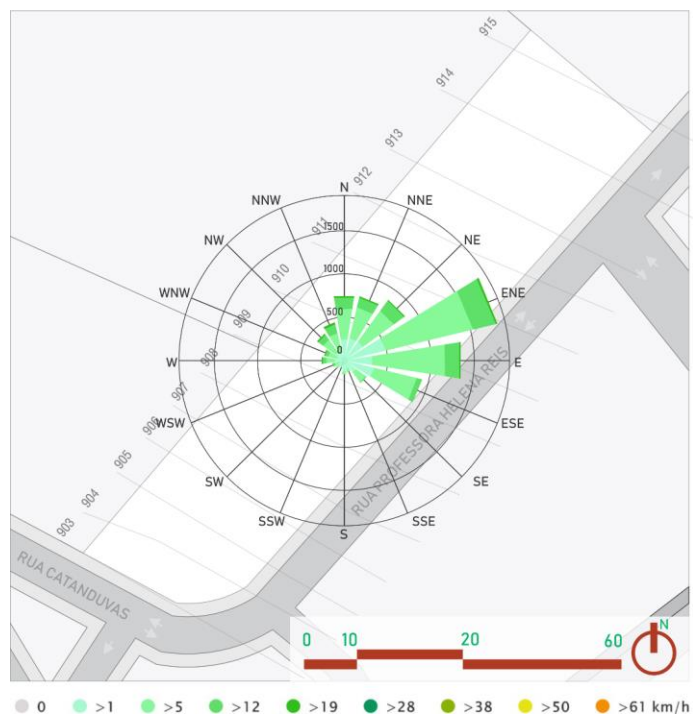 915
914
913
912
911
910
909
908
907
906
905
904
903
N
NNE
NE
ENE
E
ESE
SE
SSE
S
SSW
SW
WSW
W
WNW
NW
NNW
1500
1000
500
0
RUA PROFESSORA HELENA REIS
RUA CATANDUVAS
0 10 20 60
N
0 >1 >5 >12 >19 >28 >38 >50 >61 km/h